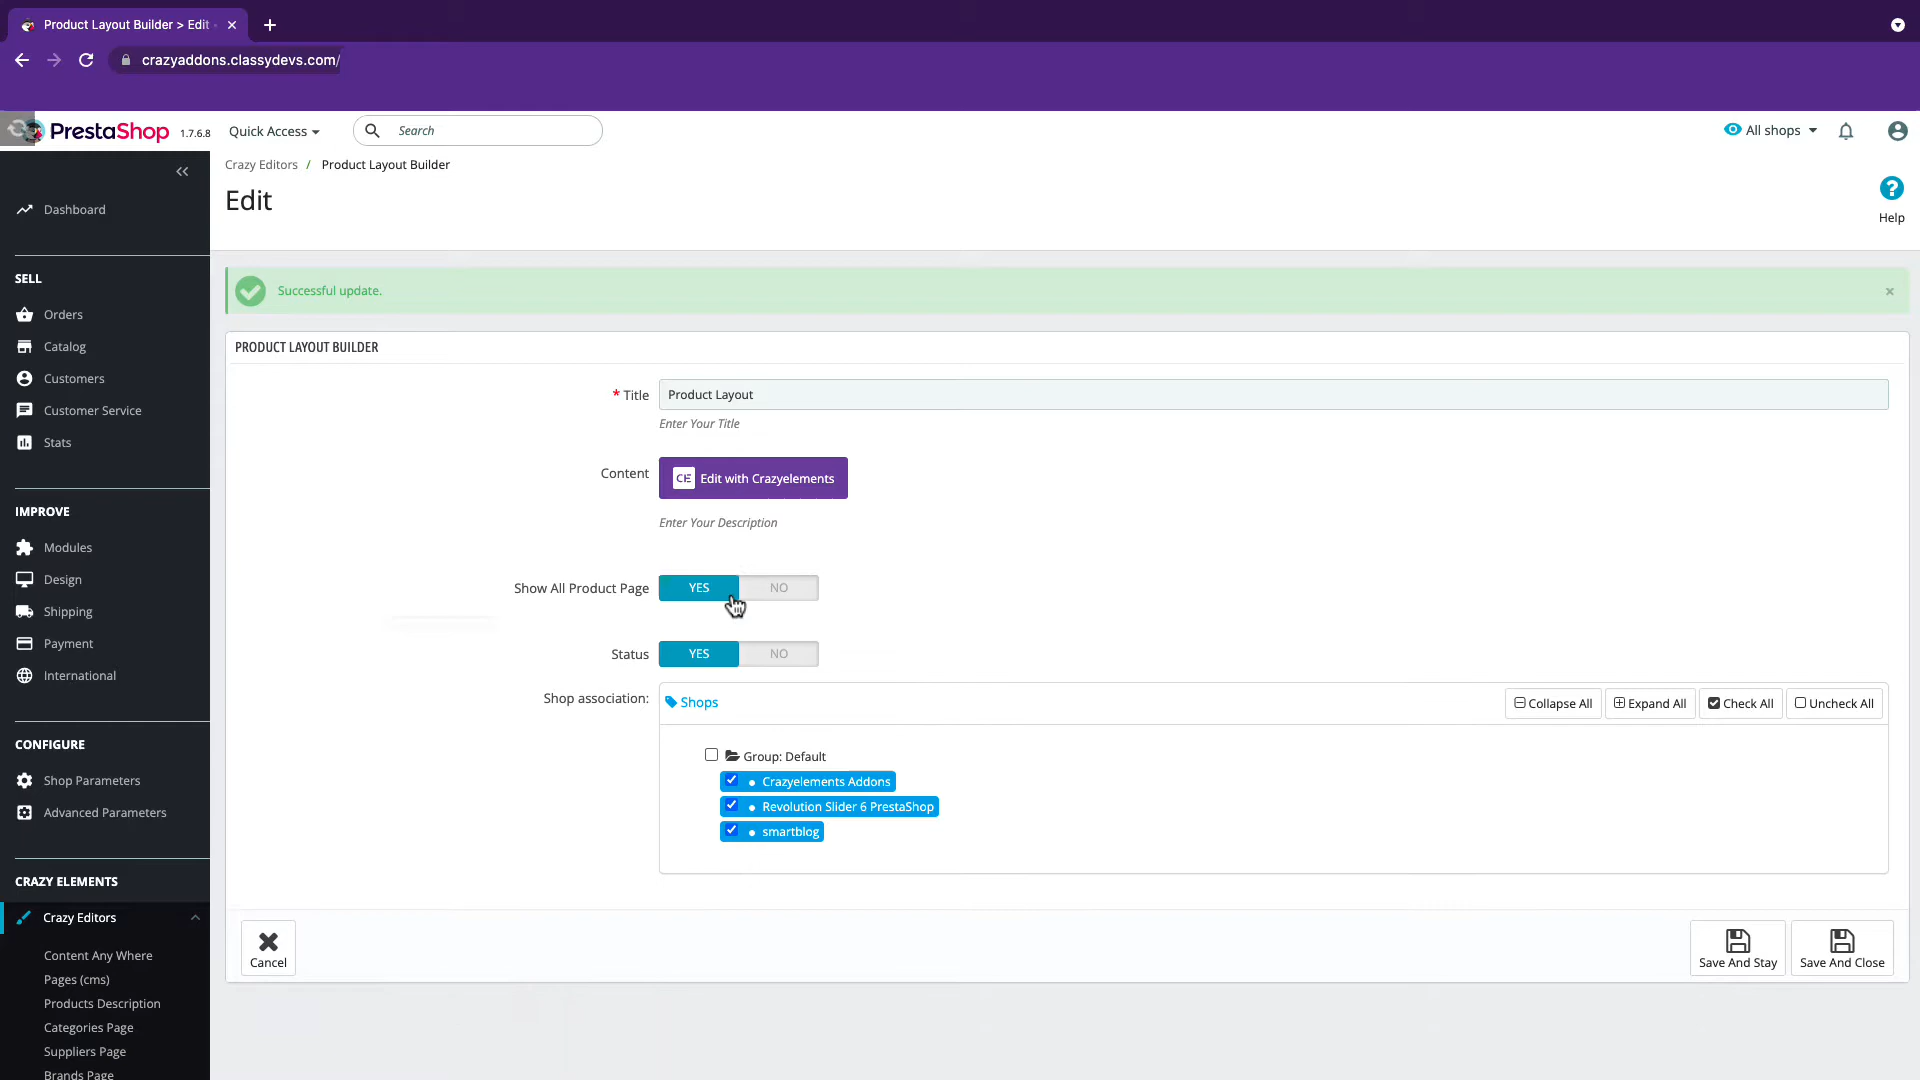 Product Layout Builder > Edit
crazyaddons.classydevs.com/
PrestaShop 1.7.6.8
Quick Access
Search
All shops
Crazy Editors / Product Layout Builder
Edit
Help
Dashboard
SELL
Orders
Catalog
Customers
Customer Service
Stats
IMPROVE
Modules
Design
Shipping
Payment
International
CONFIGURE
Shop Parameters
Advanced Parameters
CRAZY ELEMENTS
Crazy Editors
Content Any Where
Pages (cms)
Products Description
Categories Page
Suppliers Page
Brands Page
Successful update.
PRODUCT LAYOUT BUILDER
* Title Product Layout
Enter Your Title
Content CE Edit with Crazyelements
Enter Your Description
Show All Product Page YES NO
Status YES NO
Shop association: Shops Collapse All Expand All Check All Uncheck All
Group: Default
Crazyelements Addons
Revolution Slider 6 PrestaShop
smartblog
Cancel
Save And Stay
Save And Close